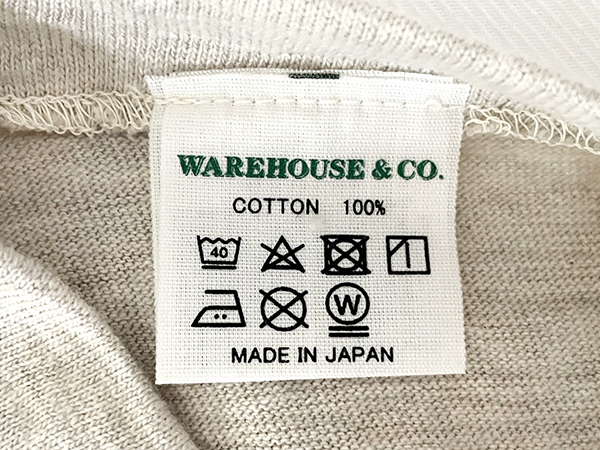 WAREHOUSE & CO.
COTTON 100%
40
W
MADE IN JAPAN